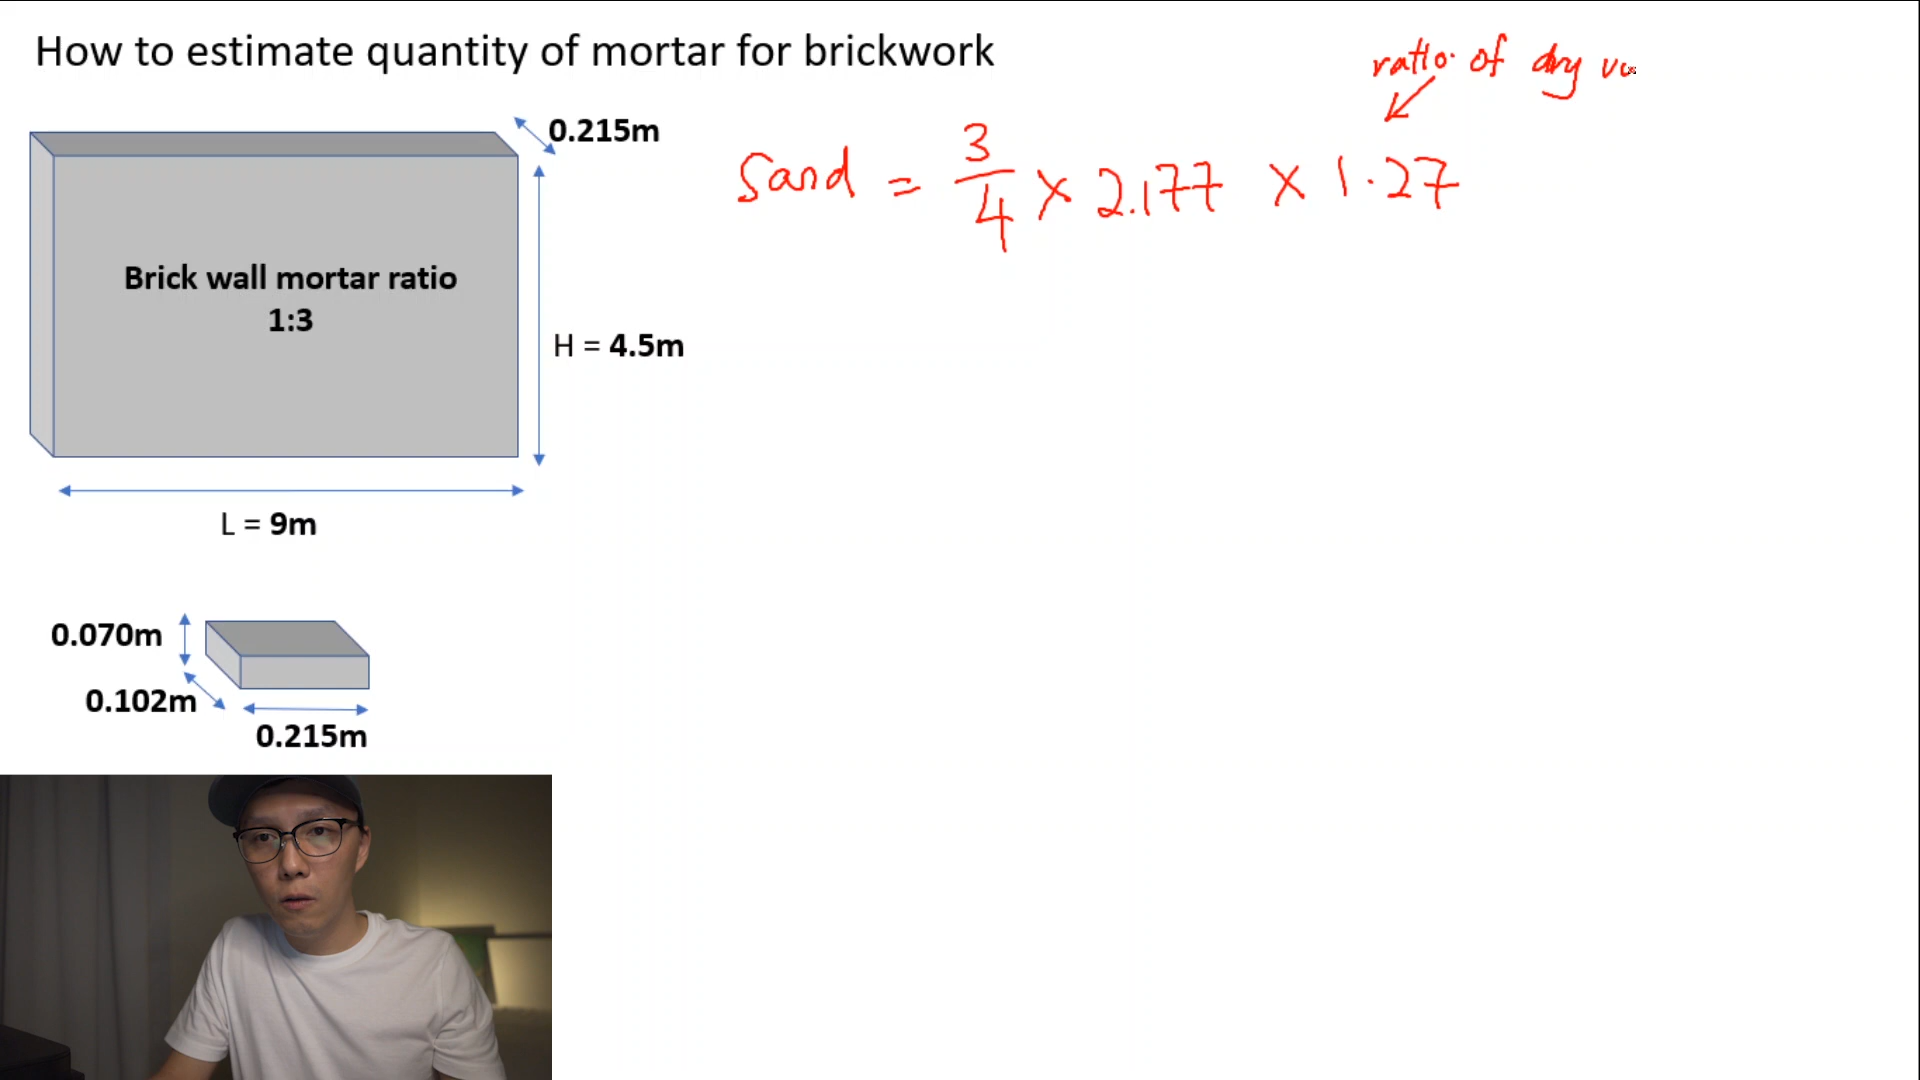 How to estimate quantity of mortar for brickwork
ratio of dry
0.215m
Sand = 3/4 × 2.177 × 1.27
Brick wall mortar ratio
1:3
H = 4.5m
L = 9m
0.070m
0.102m
0.215m